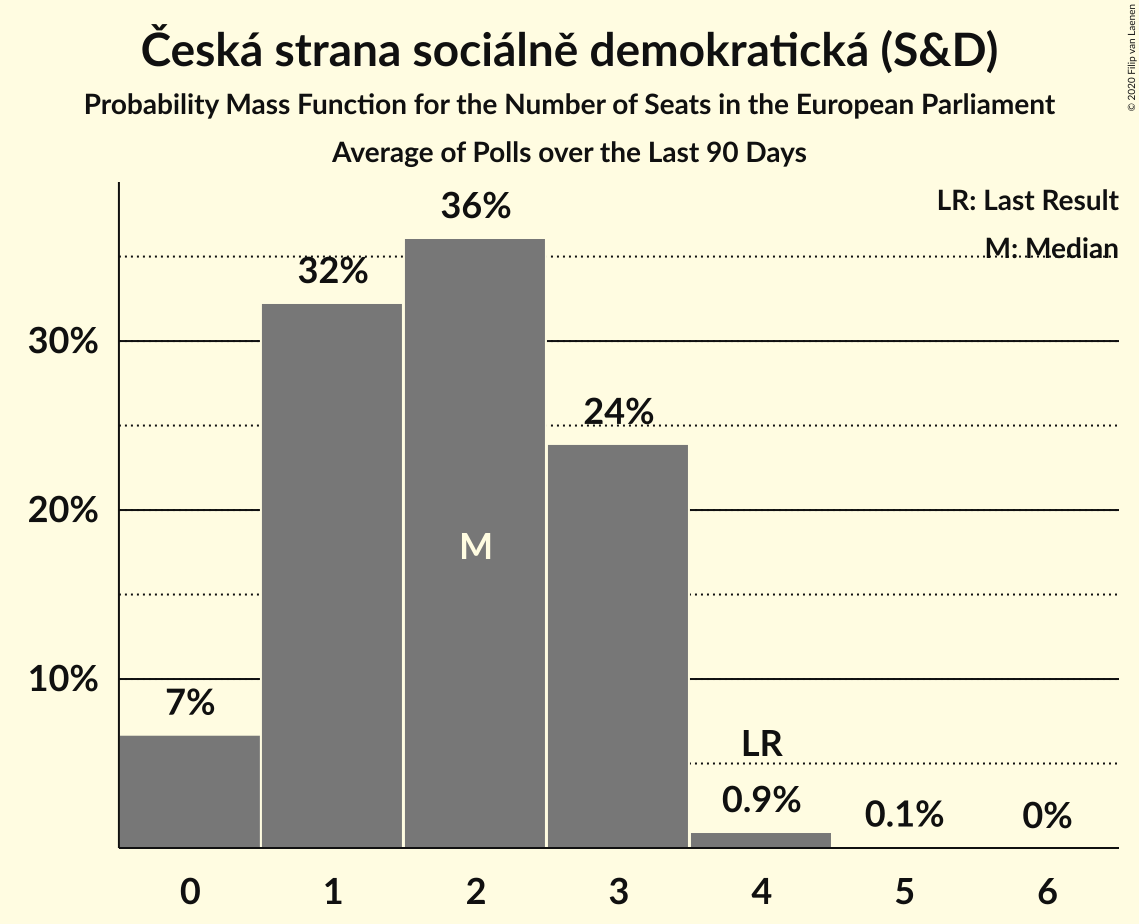 Česká strana sociálně demokratická (S&D)
Probability Mass Function for the Number of Seats in the European Parliament
Average of Polls over the Last 90 Days
© 2020 Filip van Laenen
LR: Last Result
M: Median
36%
32%
30%
24%
20%
M
10%
7%
LR
0.9%
0.1%
0%
0 1 2 3 4 5 6